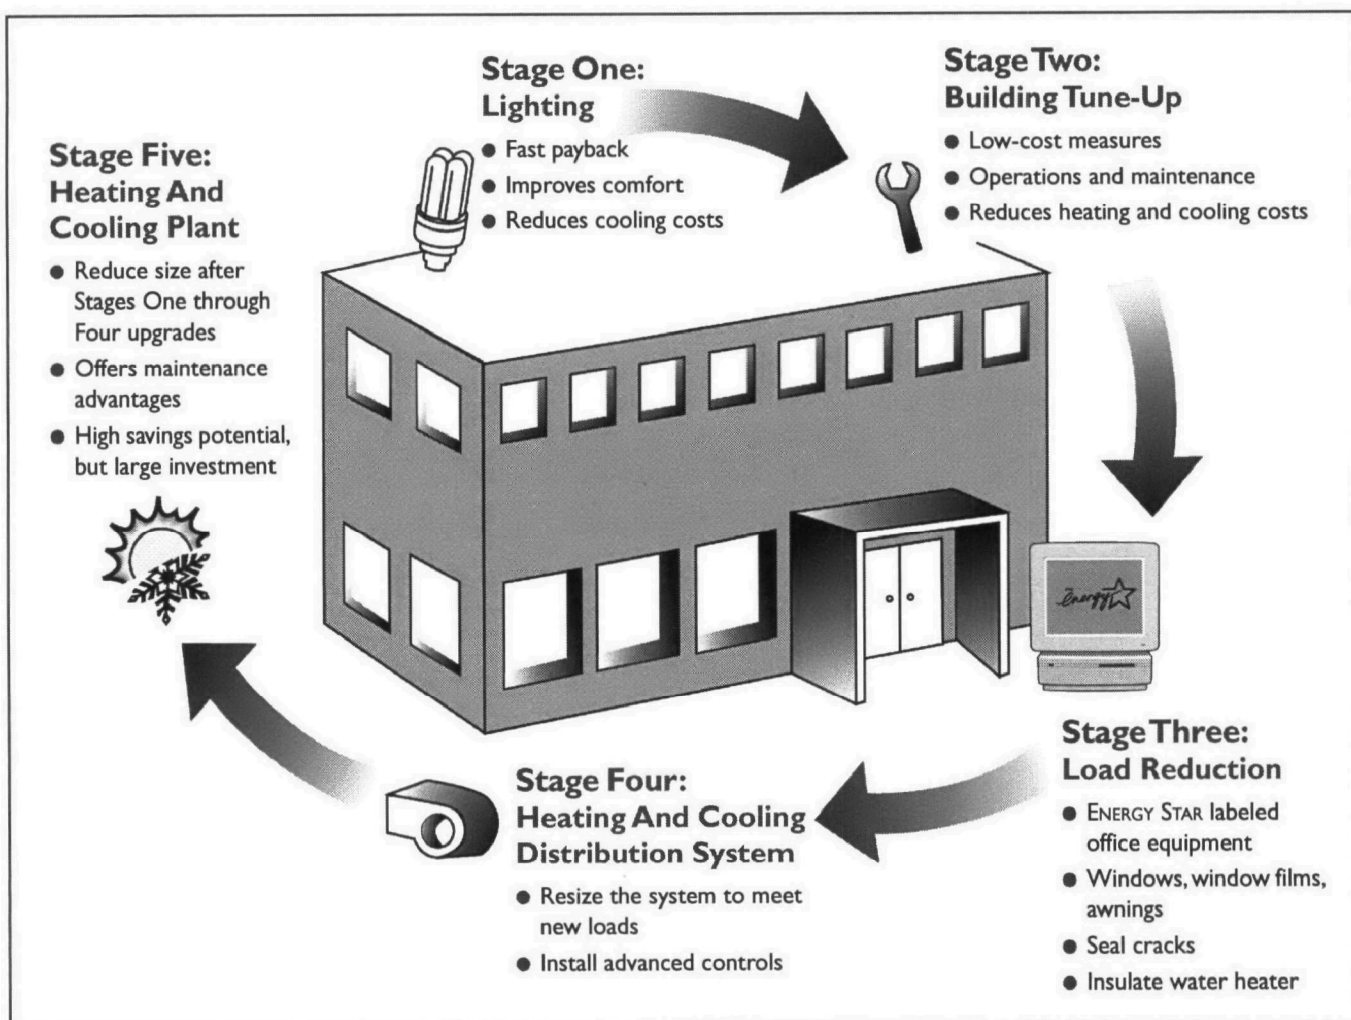 Stage One:
Lighting
● Fast payback
● Improves comfort
● Reduces cooling costs
Stage Two:
Building Tune-Up
● Low-cost measures
● Operations and maintenance
● Reduces heating and cooling costs
energy
Stage Three:
Load Reduction
● ENERGY STAR labeled
office equipment
● Windows, window films,
awnings
● Seal cracks
● Insulate water heater
Stage Four:
Heating And Cooling
Distribution System
● Resize the system to meet
new loads
● Install advanced controls
Stage Five:
Heating And
Cooling Plant
● Reduce size after
Stages One through
Four upgrades
● Offers maintenance
advantages
● High savings potential,
but large investment